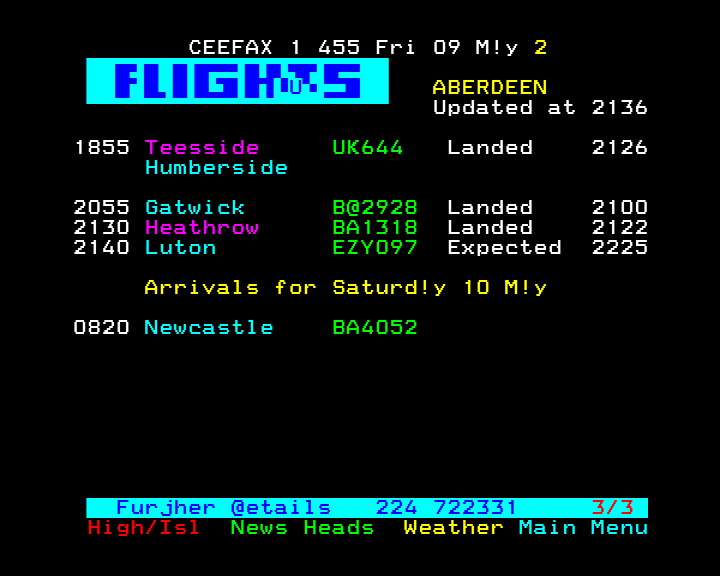 CEEFAX 1 455 Fri 09 M!y 2
FLIGHTS
ABERDEEN
Updated at 2136
1855 Teesside UK644 Landed 2126
Humberside
2055 Gatwick B@2928 Landed 2100
2130 Heathrow BA1318 Landed 2122
2140 Luton EZY097 Expected 2225
Arrivals for Saturd!y 10 M!y
0820 Newcastle BA4052
Furjher @etails 224 722331 3/3
High/Isl News Heads Weather Main Menu